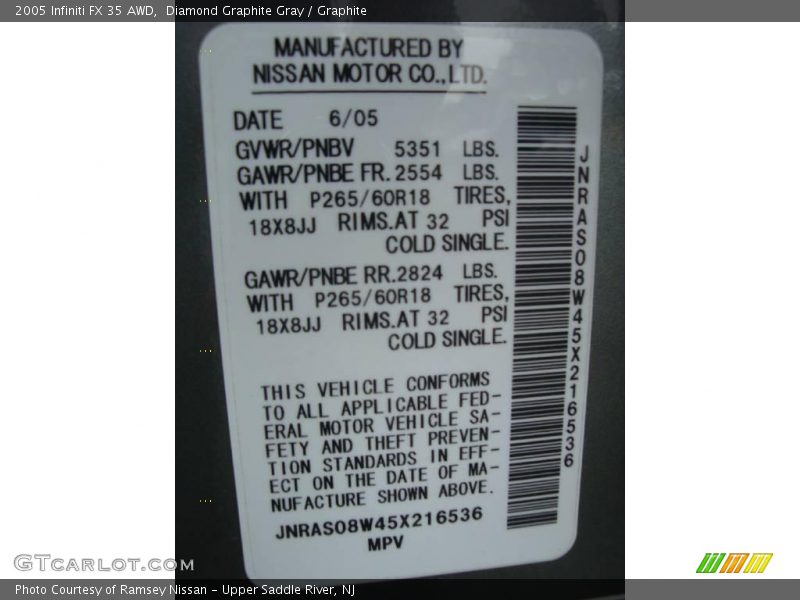 2005 Infiniti FX 35 AWD,  Diamond Graphite Gray / Graphite
MANUFACTURED BY
NISSAN MOTOR CO.,LTD.
DATE 6/05
GVWR/PNBV 5351 LBS.
GAWR/PNBE FR. 2554 LBS.
WITH P265/60R18 TIRES,
18X8JJ RIMS.AT 32 PSI
COLD SINGLE.
GAWR/PNBE RR. 2824 LBS.
WITH P265/60R18 TIRES,
18X8JJ RIMS.AT 32 PSI
COLD SINGLE.
THIS VEHICLE CONFORMS
TO ALL APPLICABLE FED-
ERAL MOTOR VEHICLE SA-
FETY AND THEFT PREVEN-
TION STANDARDS IN EFF-
ECT ON THE DATE OF MA-
NUFACTURE SHOWN ABOVE.
JNRAS08W45X216536
MPV
JNRAS08W45X216536
GTCarLot.com
Photo Courtesy of Ramsey Nissan - Upper Saddle River, NJ